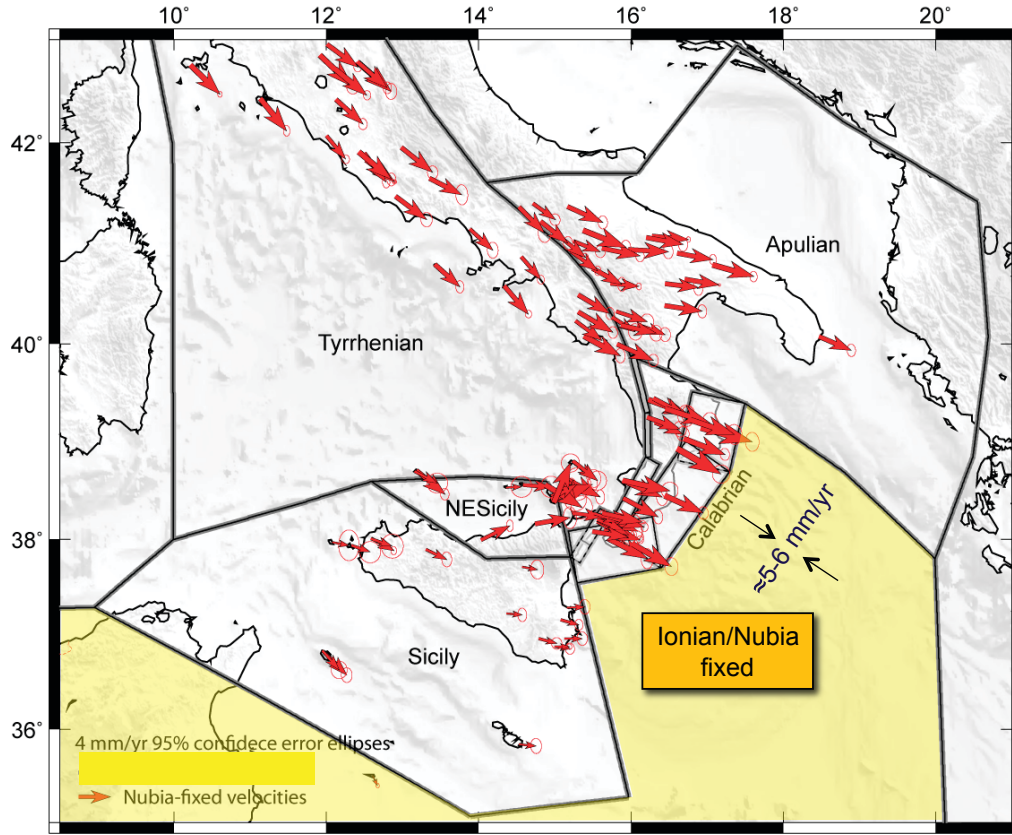 10° 12° 14° 16° 18° 20°
42°
Apulian
Tyrrhenian
40°
NESicily
Calabrian
38°
≈5-6 mm/yr
Ionian/Nubia
fixed
Sicily
36°
4 mm/yr 95% confidece error ellipses
Nubia-fixed velocities